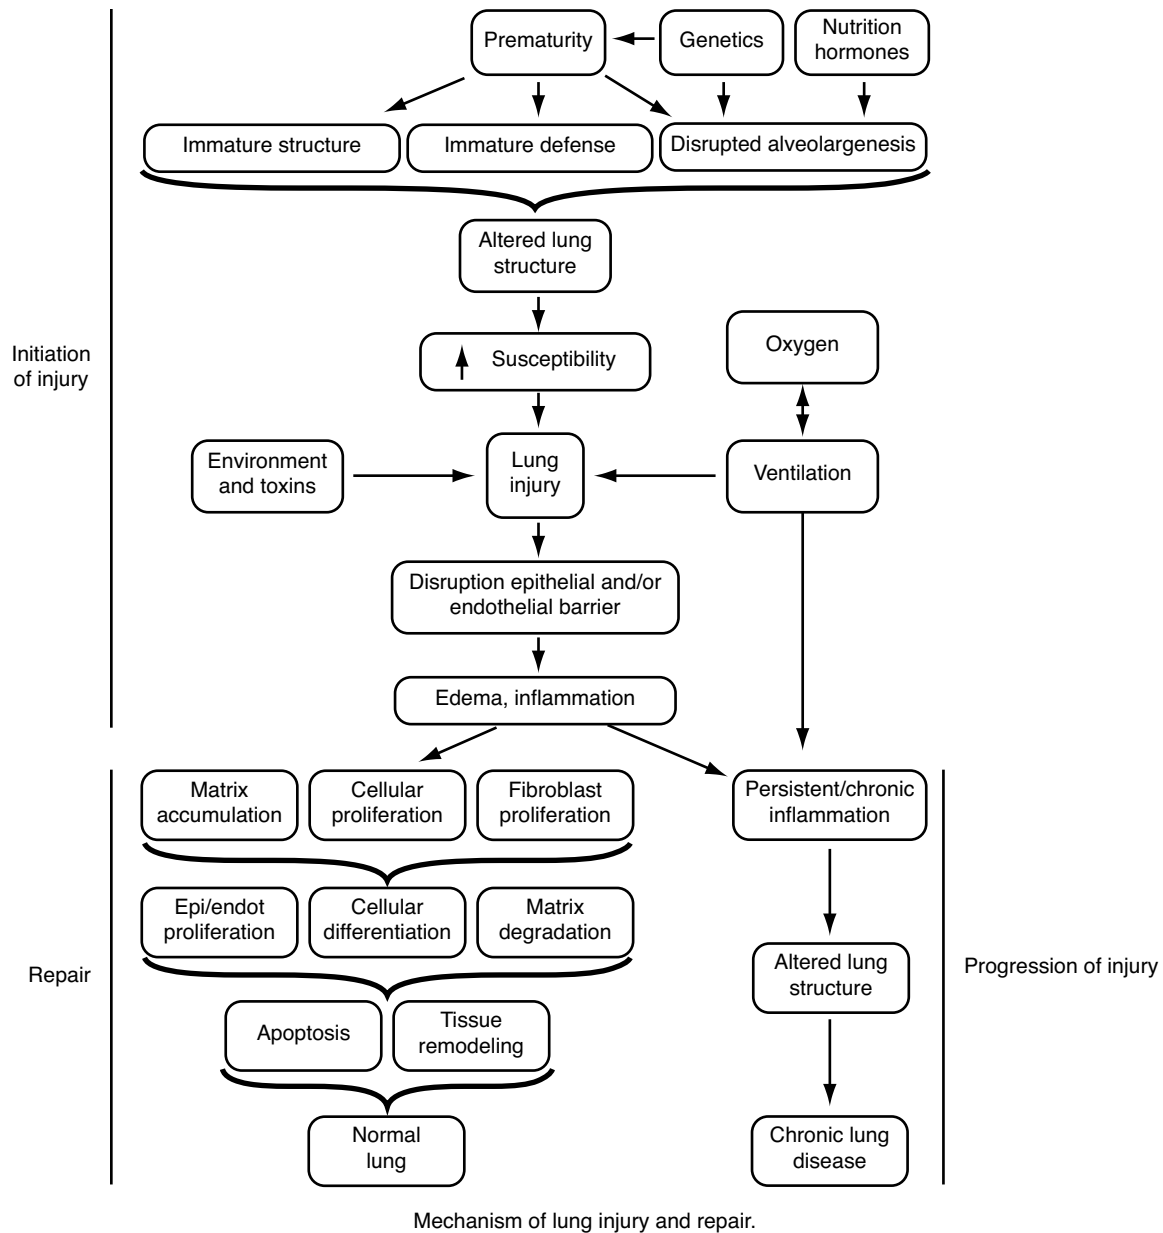 Prematurity
Genetics
Nutrition
hormones
Immature structure
Immature defense
Disrupted alveolargenesis
Altered lung
structure
Susceptibility
Oxygen
Initiation
of injury
Environment
and toxins
Lung
injury
Ventilation
Disruption epithelial and/or
endothelial barrier
Edema, inflammation
Matrix
accumulation
Cellular
proliferation
Fibroblast
proliferation
Persistent/chronic
inflammation
Epi/endot
proliferation
Cellular
differentiation
Matrix
degradation
Repair
Altered lung
structure
Progression of injury
Apoptosis
Tissue
remodeling
Normal
lung
Chronic lung
disease
Mechanism of lung injury and repair.